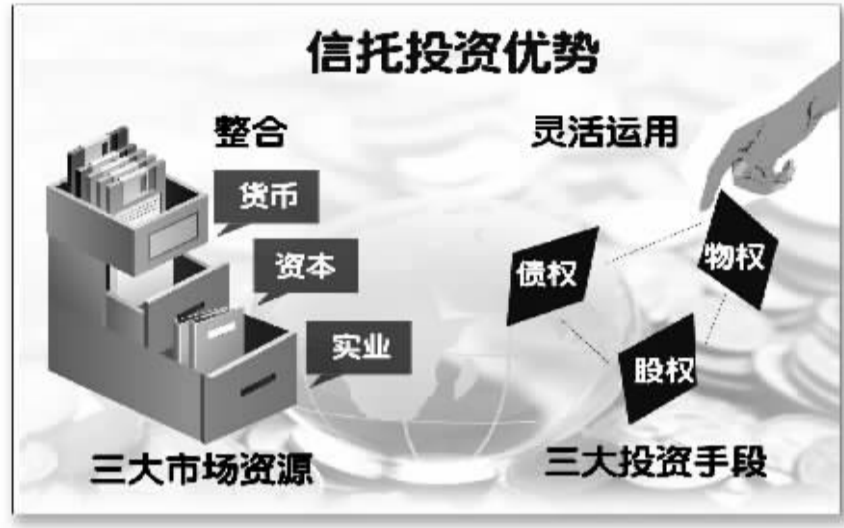 信托投资优势
整合
货币
资本
实业
三大市场资源
灵活运用
债权
物权
股权
三大投资手段